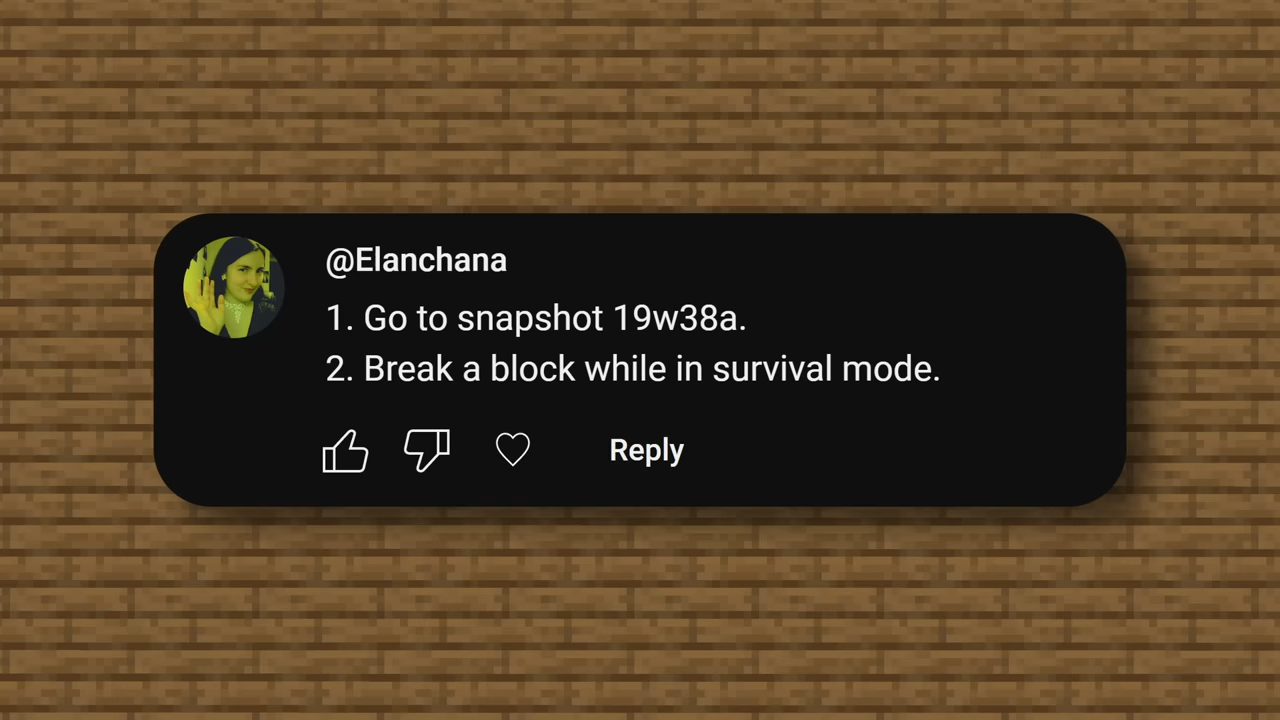 @Elanchana
1. Go to snapshot 19w38a.
2. Break a block while in survival mode.
Reply